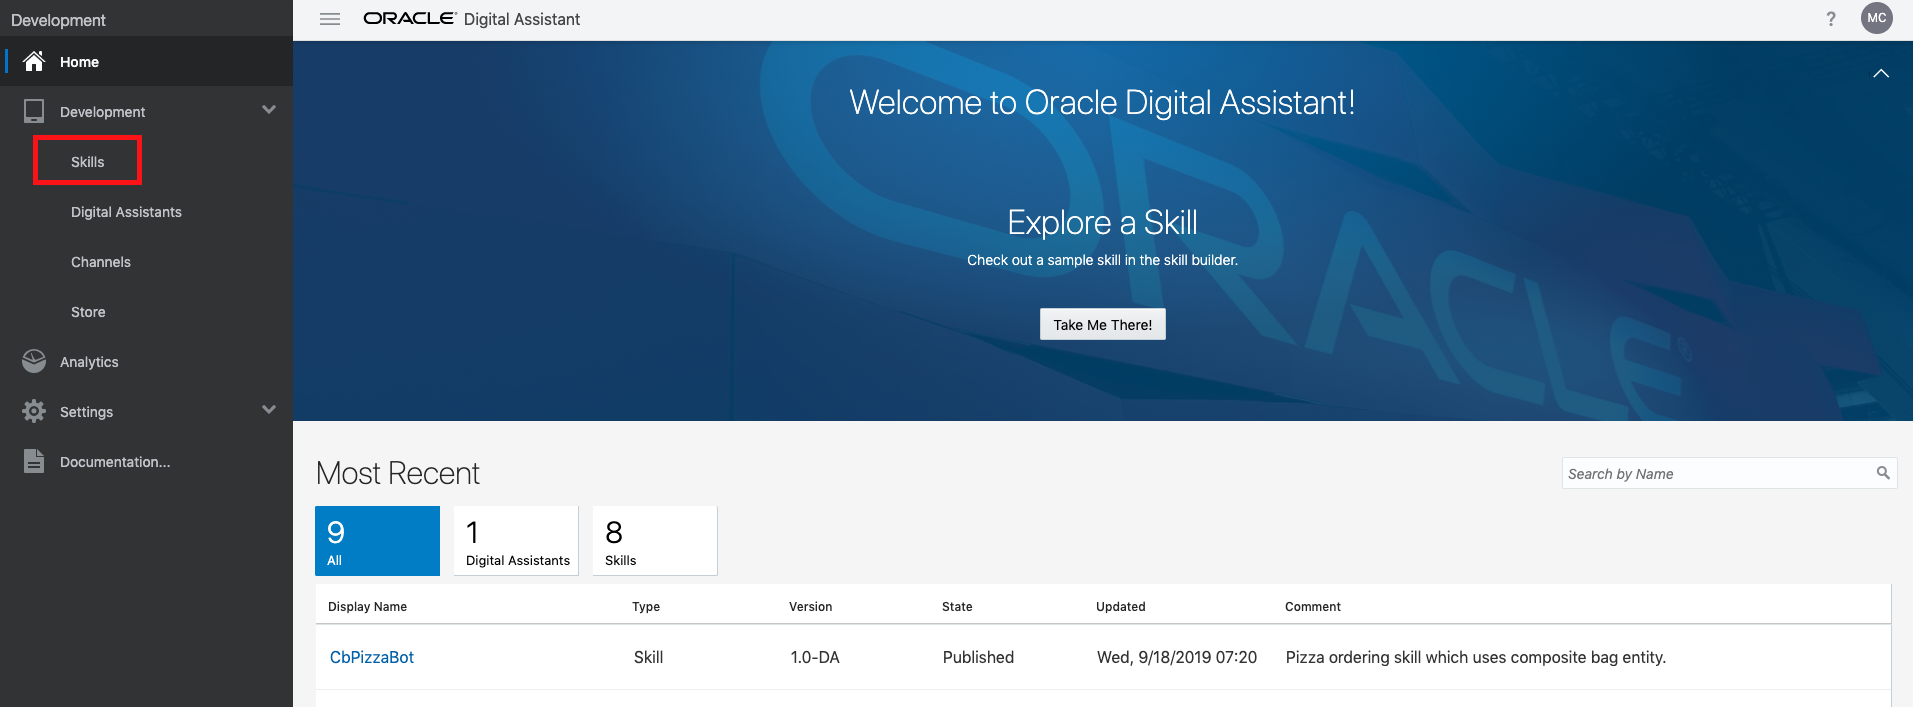 Development
Home
Development
Skills
Digital Assistants
Channels
Store
Analytics
Settings
Documentation...
ORACLE® Digital Assistant
?
MC
ORACLE®
Welcome to Oracle Digital Assistant!
Explore a Skill
Check out a sample skill in the skill builder.
Take Me There!
Most Recent
Search by Name
9
All
1
Digital Assistants
8
Skills
Display Name Type Version State Updated Comment
CbPizzaBot Skill 1.0-DA Published Wed, 9/18/2019 07:20 Pizza ordering skill which uses composite bag entity.